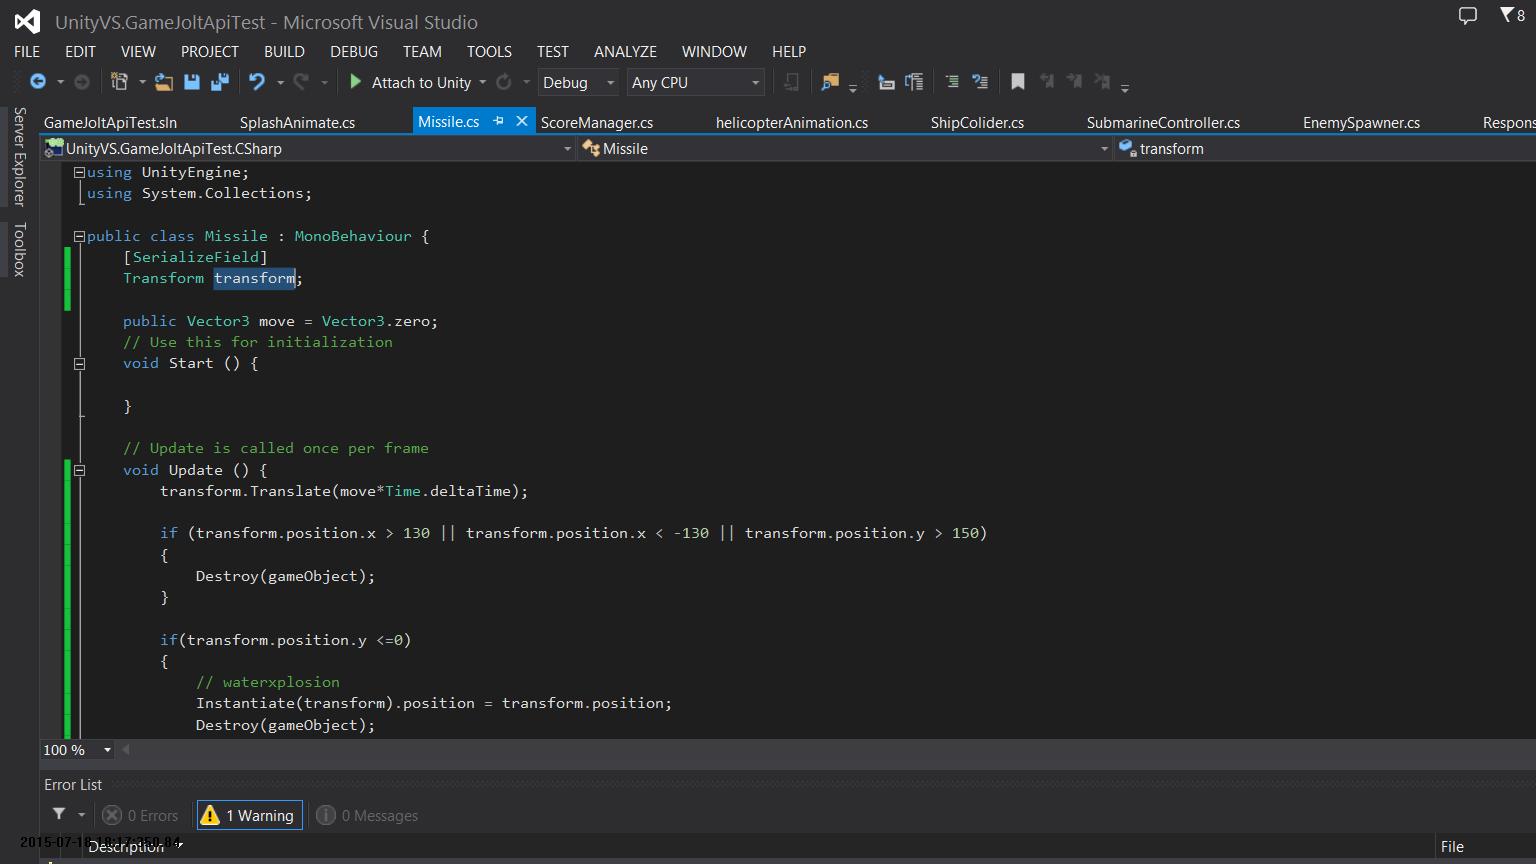 UnityVS.GameJoltApiTest - Microsoft Visual Studio
8
FILE EDIT VIEW PROJECT BUILD DEBUG TEAM TOOLS TEST ANALYZE WINDOW HELP
Attach to Unity Debug Any CPU
Server Explorer
Toolbox
GameJoltApiTest.sln SplashAnimate.cs Missile.cs ScoreManager.cs helicopterAnimation.cs ShipColider.cs SubmarineController.cs EnemySpawner.cs Respons
UnityVS.GameJoltApiTest.CSharp Missile transform
using UnityEngine;
using System.Collections;
public class Missile : MonoBehaviour {
[SerializeField]
Transform transform;
public Vector3 move = Vector3.zero;
// Use this for initialization
void Start () {
}
// Update is called once per frame
void Update () {
transform.Translate(move*Time.deltaTime);
if (transform.position.x > 130 || transform.position.x < -130 || transform.position.y > 150)
{
Destroy(gameObject);
}
if(transform.position.y <=0)
{
// waterxplosion
Instantiate(transform).position = transform.position;
Destroy(gameObject);
100 %
Error List
0 Errors 1 Warning 0 Messages
Description File